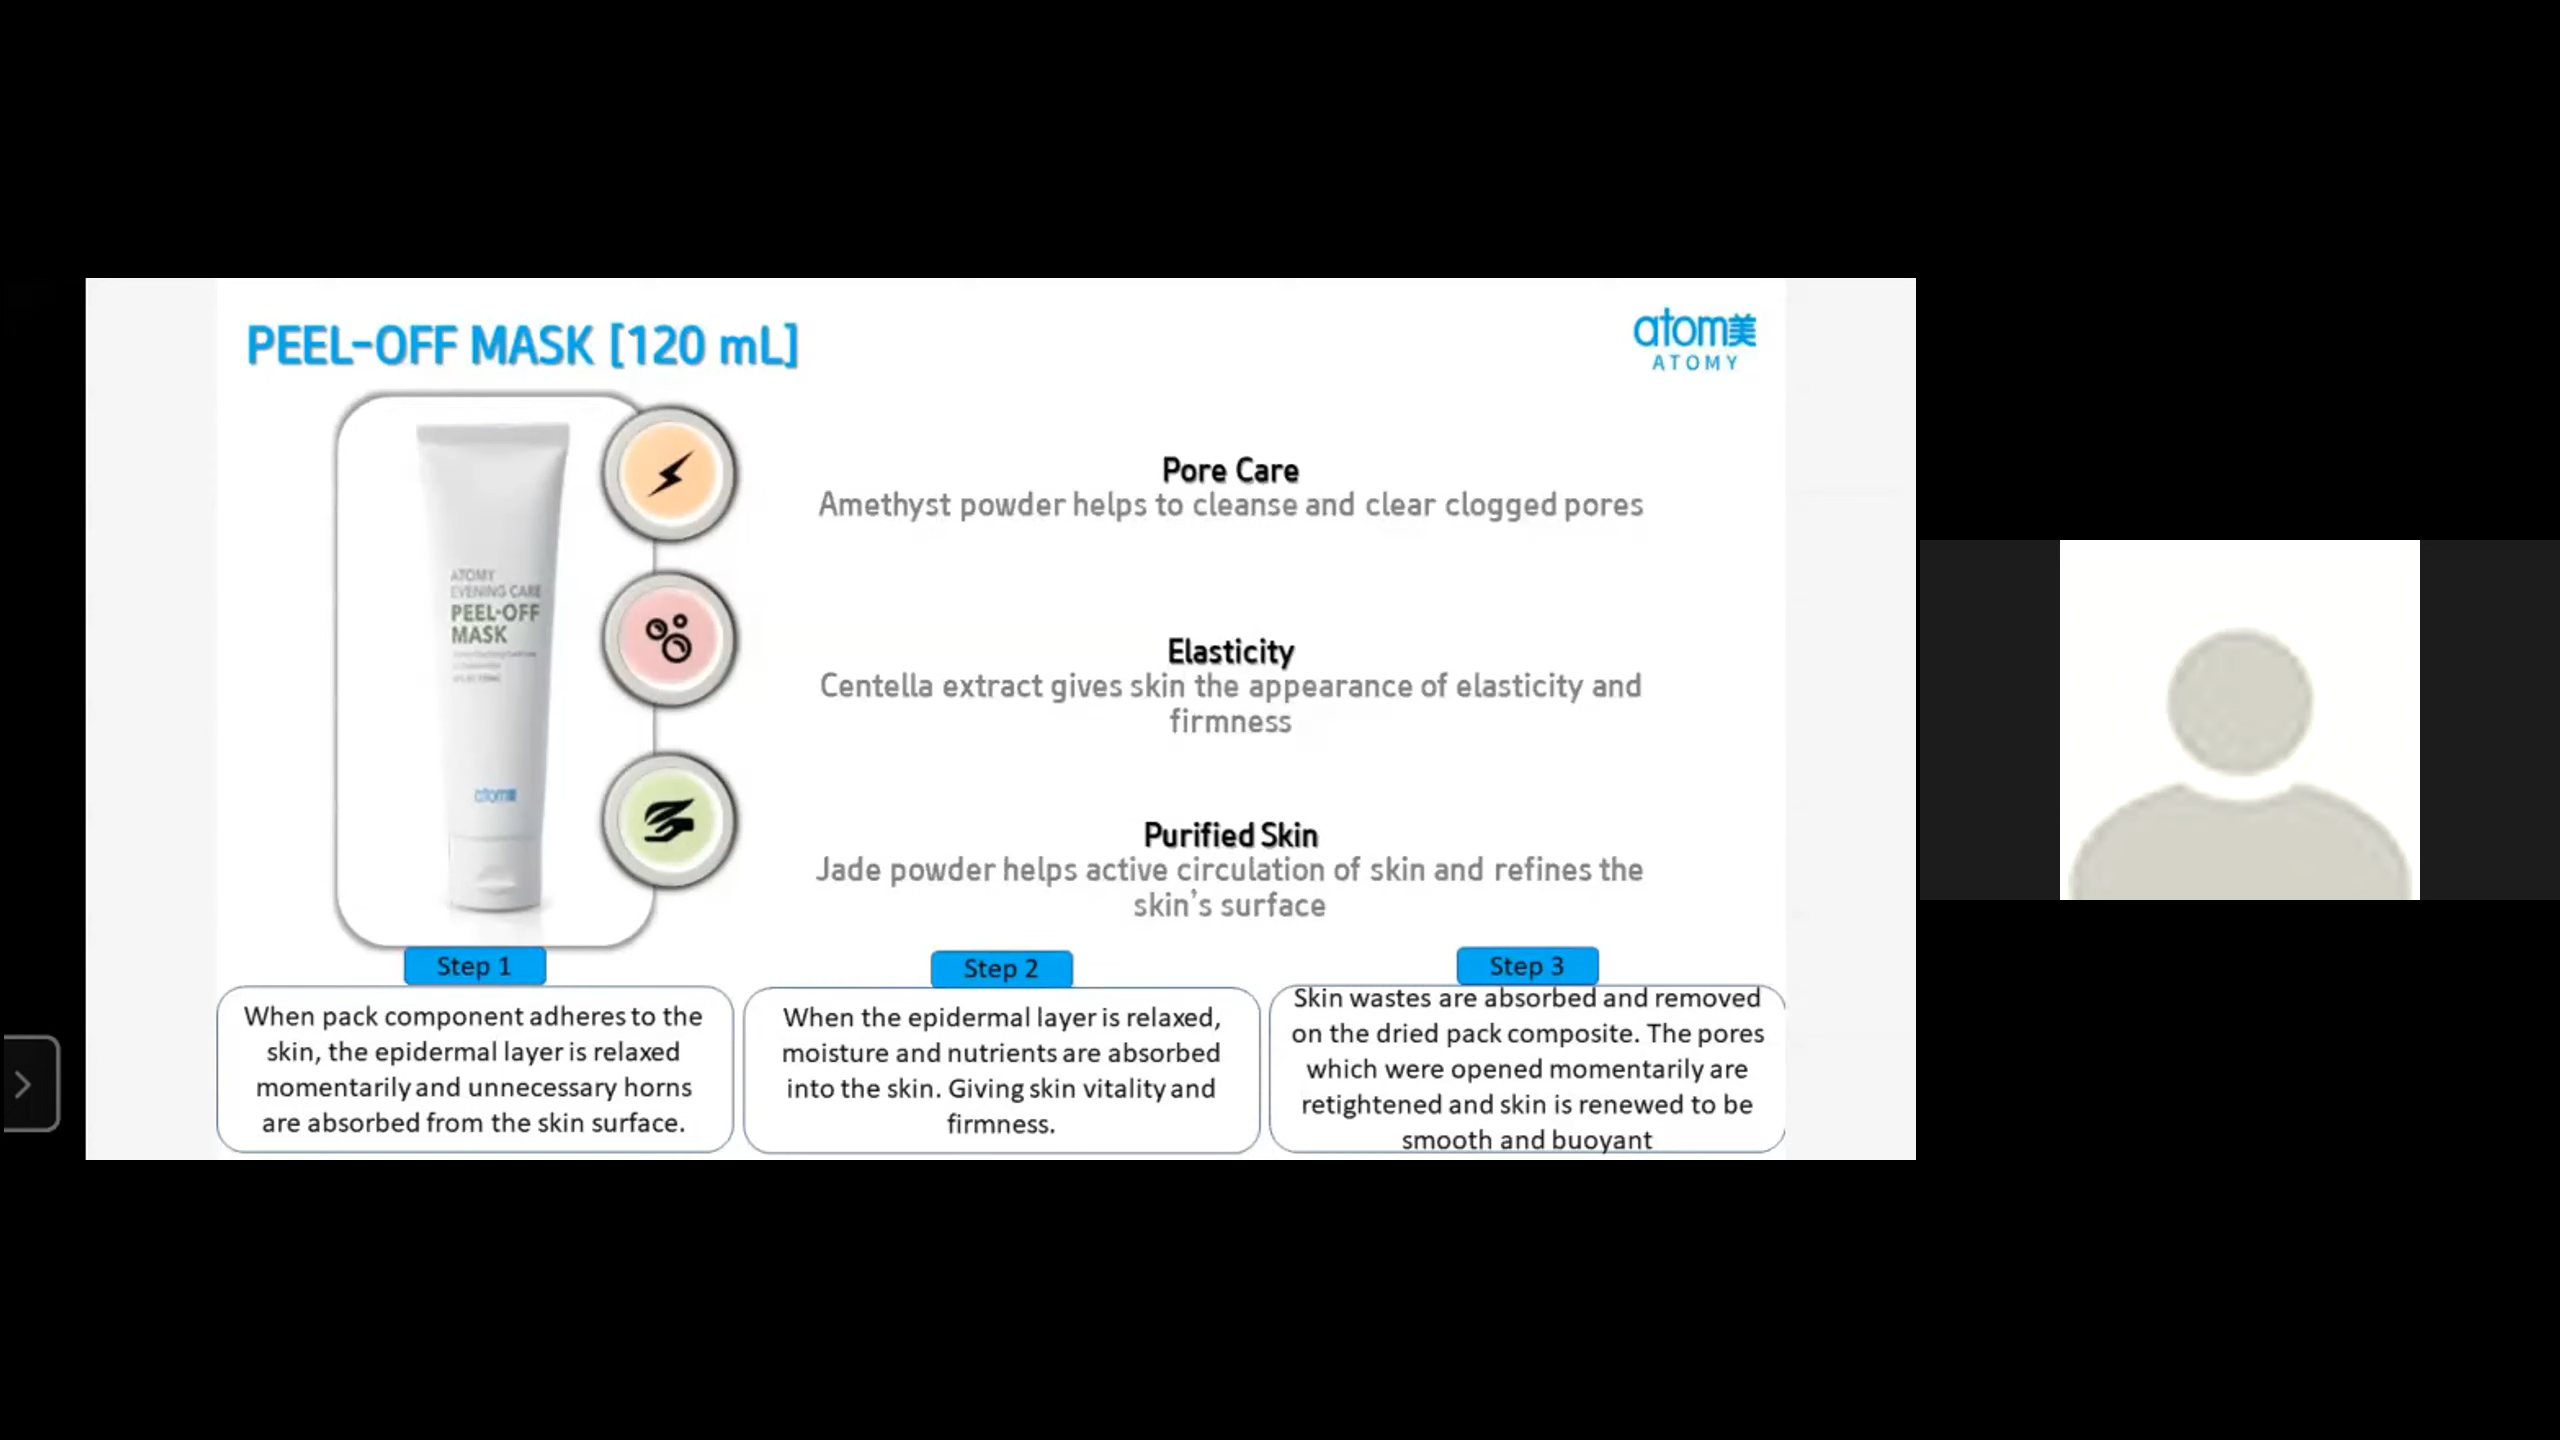 PEEL-OFF MASK [120 mL]
atom美
ATOMY
ATOMY
EVENING CARE
PEEL-OFF
MASK
atom美
Pore Care
Amethyst powder helps to cleanse and clear clogged pores
Elasticity
Centella extract gives skin the appearance of elasticity and
firmness
Purified Skin
Jade powder helps active circulation of skin and refines the
skin's surface
Step 1
When pack component adheres to the
skin, the epidermal layer is relaxed
momentarily and unnecessary horns
are absorbed from the skin surface.
Step 2
When the epidermal layer is relaxed,
moisture and nutrients are absorbed
into the skin. Giving skin vitality and
firmness.
Step 3
Skin wastes are absorbed and removed
on the dried pack composite. The pores
which were opened momentarily are
retightened and skin is renewed to be
smooth and buoyant